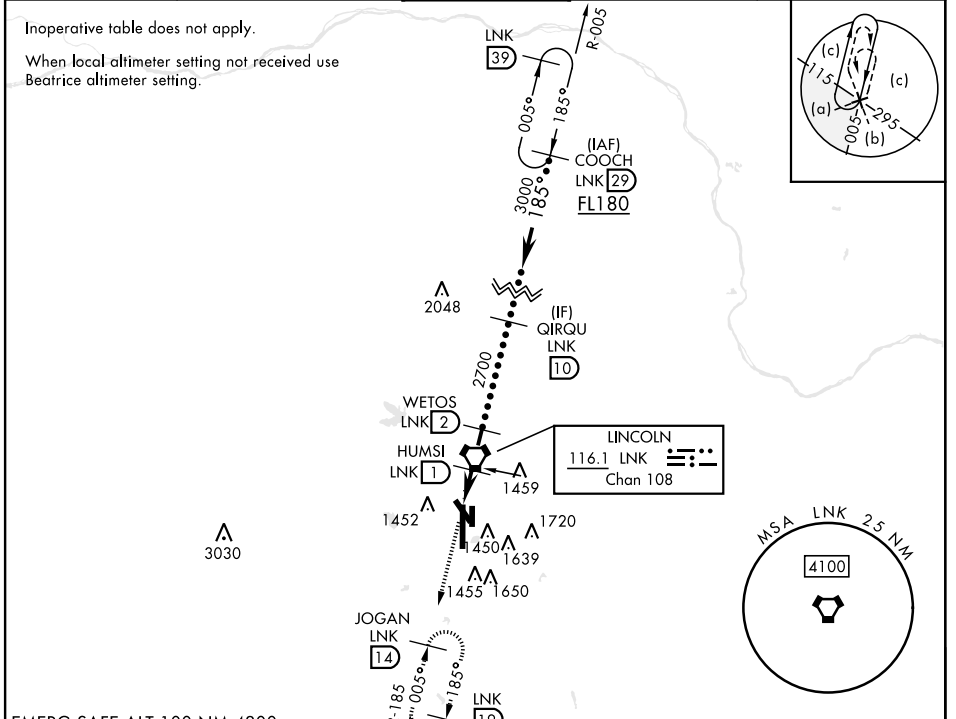 Inoperative table does not apply.
When local altimeter setting not received use
Beatrice altimeter setting.
LNK
39
R-005
005°
185°
(IAF)
COOCH
LNK 29
FL180
3000
185°
(c)
(c)
115
(a)
295
005
(b)
2048
(IF)
QIRQU
LNK
10
2700
WETOS
LNK 2
HUMSI
LNK 1
LINCOLN
116.1 LNK
Chan 108
1459
1452
1720
1450
1639
3030
1455
1650
MSA LNK 25 NM
4100
JOGAN
LNK
14
005°
185°
LNK